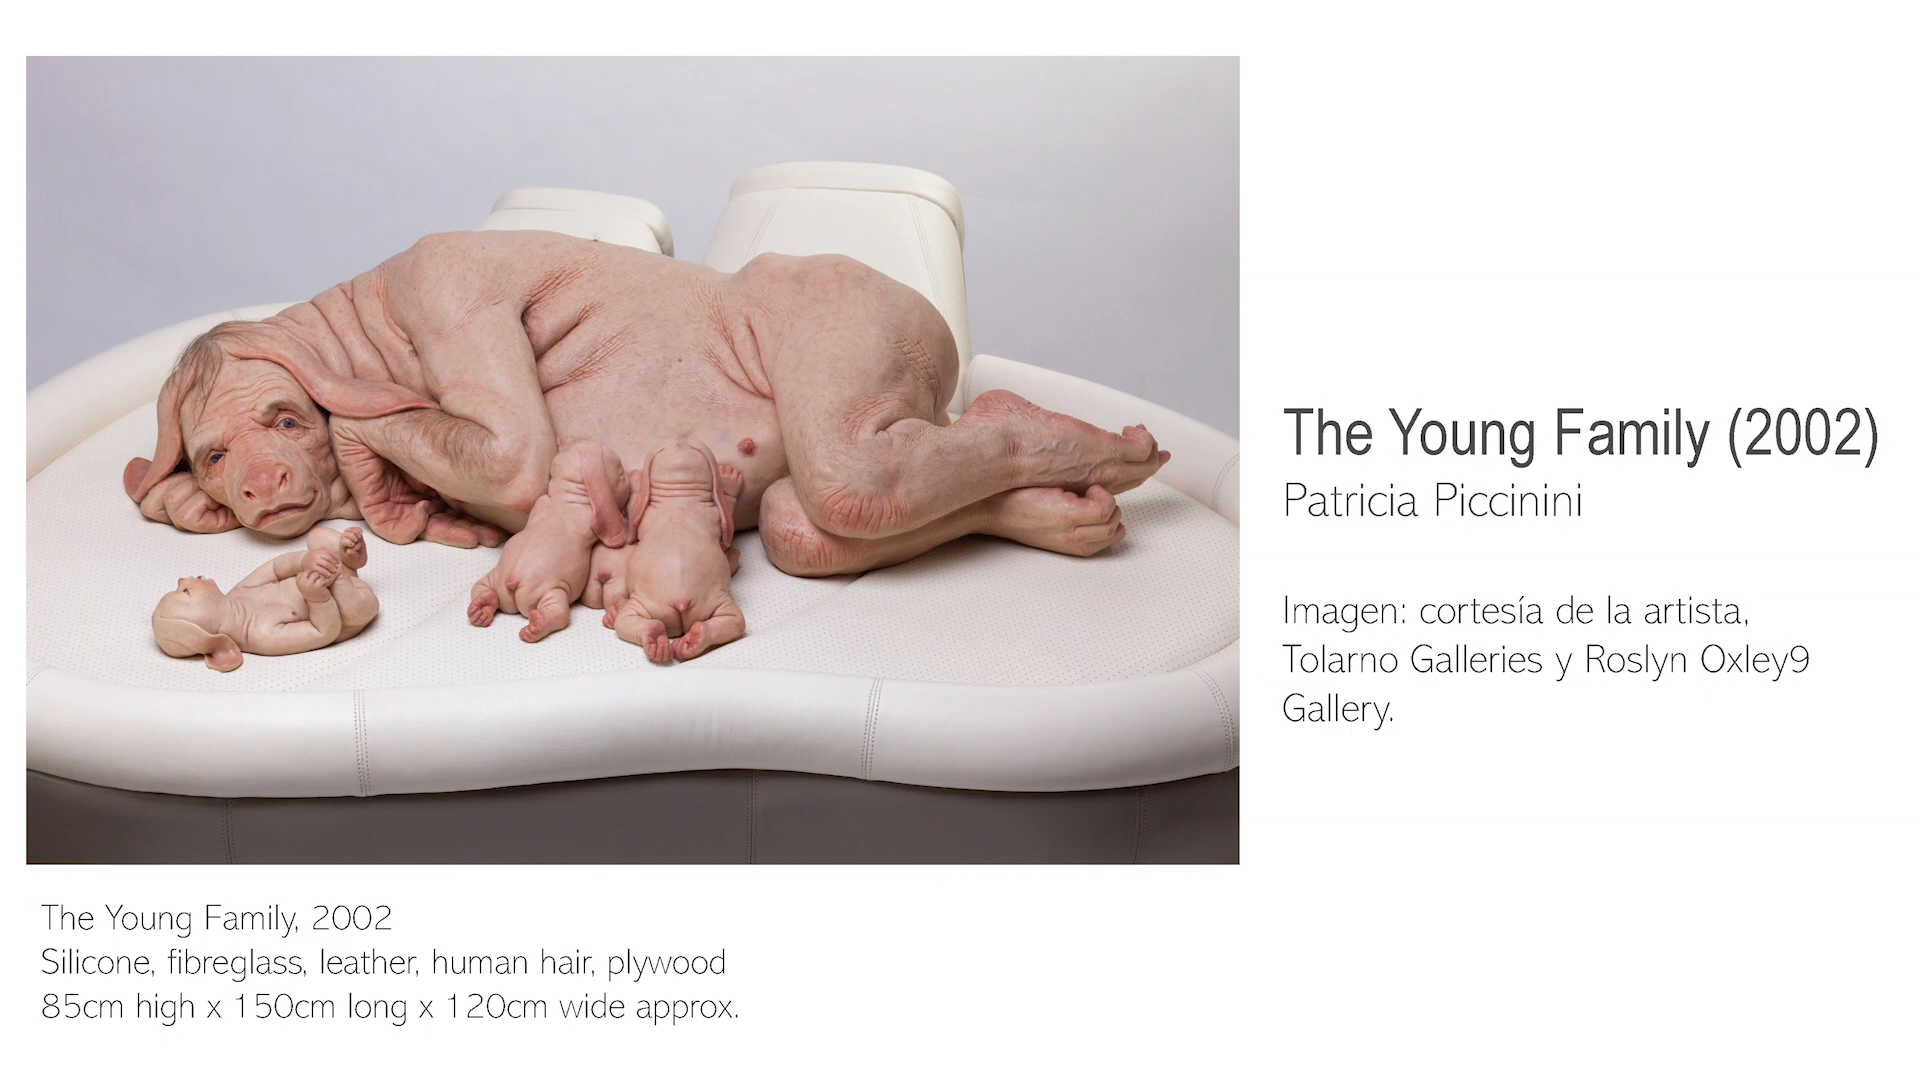 The Young Family (2002)
Patricia Piccinini
Imagen: cortesía de la artista,
Tolarno Galleries y Roslyn Oxley9
Gallery.
The Young Family, 2002
Silicone, fibreglass, leather, human hair, plywood
85cm high x 150cm long x 120cm wide approx.